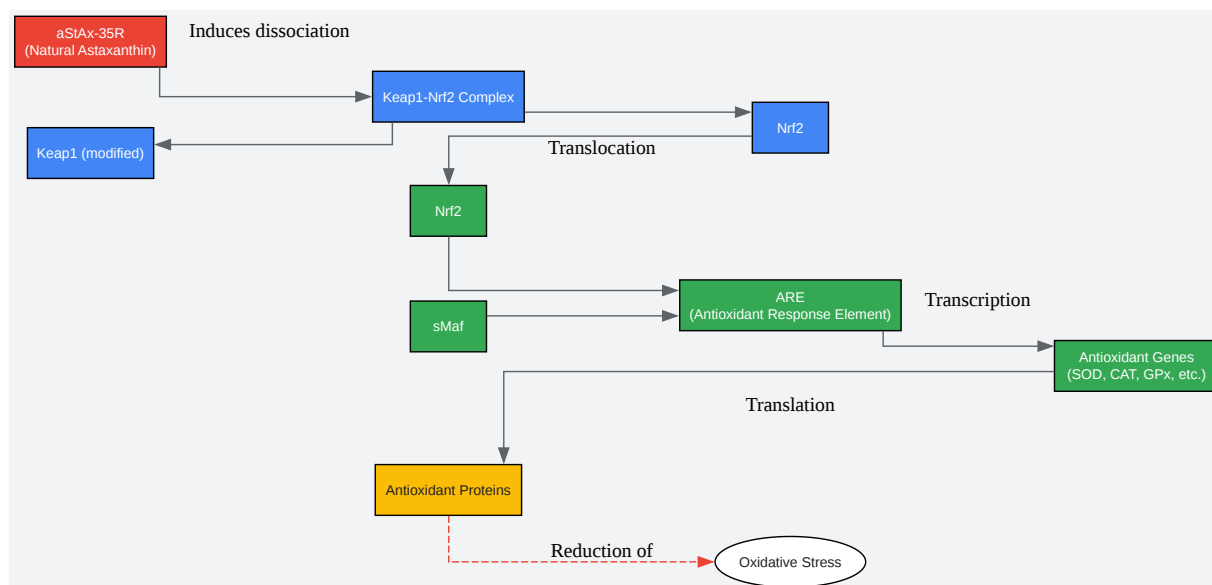 aStAx-35R
(Natural Astaxanthin)
Induces dissociation
Keap1-Nrf2 Complex
Nrf2
Keap1 (modified)
Translocation
Nrf2
ARE
(Antioxidant Response Element)
Transcription
sMaf
Antioxidant Genes
(SOD, CAT, GPx, etc.)
Translation
Antioxidant Proteins
Reduction of
Oxidative Stress